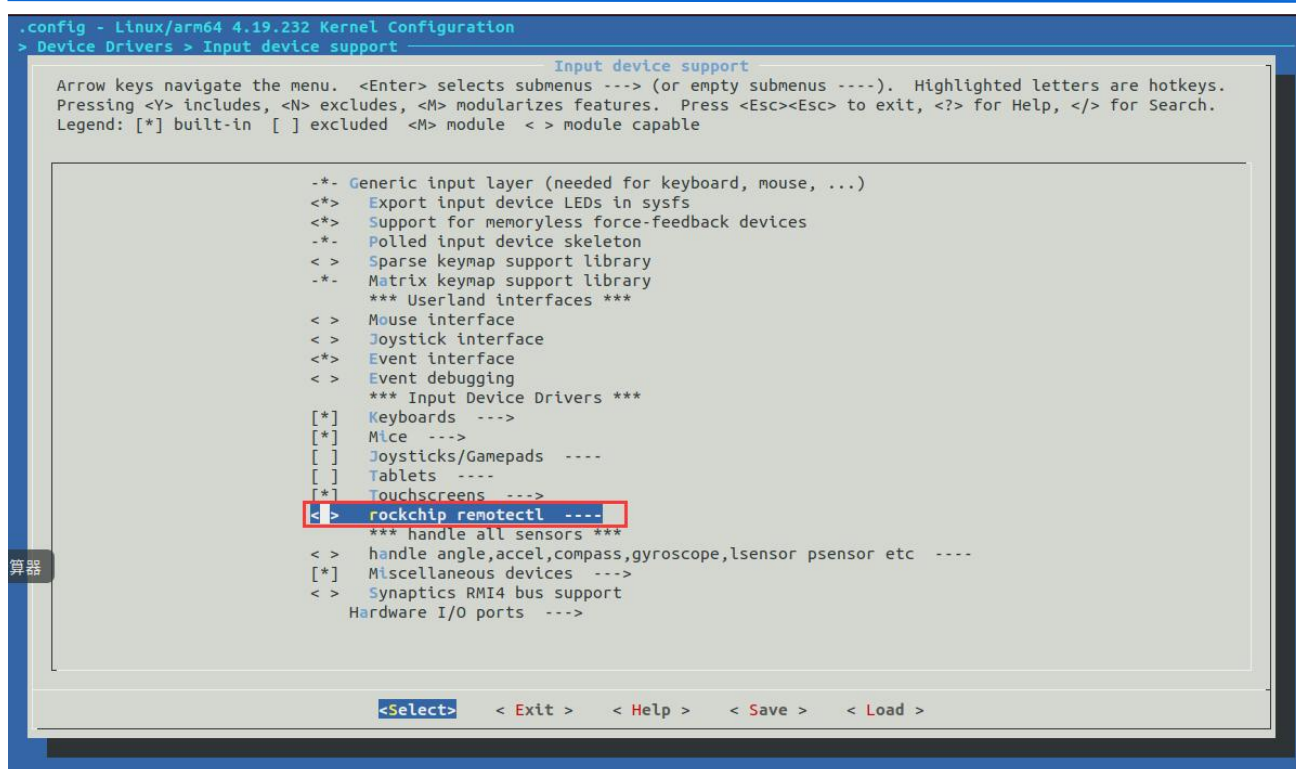 .config - Linux/arm64 4.19.232 Kernel Configuration
> Device Drivers > Input device support
Input device support
Arrow keys navigate the menu. <Enter> selects submenus ---> (or empty submenus ----). Highlighted letters are hotkeys.
Pressing <Y> includes, <N> excludes, <M> modularizes features. Press <Esc><Esc> to exit, <?> for Help, </> for Search.
Legend: [*] built-in [ ] excluded <M> module < > module capable
-*- Generic input layer (needed for keyboard, mouse, ...)
<*> Export input device LEDs in sysfs
<*> Support for memoryless force-feedback devices
-*- Polled input device skeleton
< > Sparse keymap support library
-*- Matrix keymap support library
*** Userland interfaces ***
< > Mouse interface
< > Joystick interface
<*> Event interface
< > Event debugging
*** Input Device Drivers ***
[*] Keyboards --->
[*] Mice --->
[ ] Joysticks/Gamepads ----
[ ] Tablets ----
[*] Touchscreens --->
< > rockchip remotectl ----
*** handle all sensors ***
< > handle angle,accel,compass,gyroscope,lsensor psensor etc ----
算器
[*] Miscellaneous devices --->
< > Synaptics RMI4 bus support
Hardware I/O ports --->
<Select> < Exit > < Help > < Save > < Load >